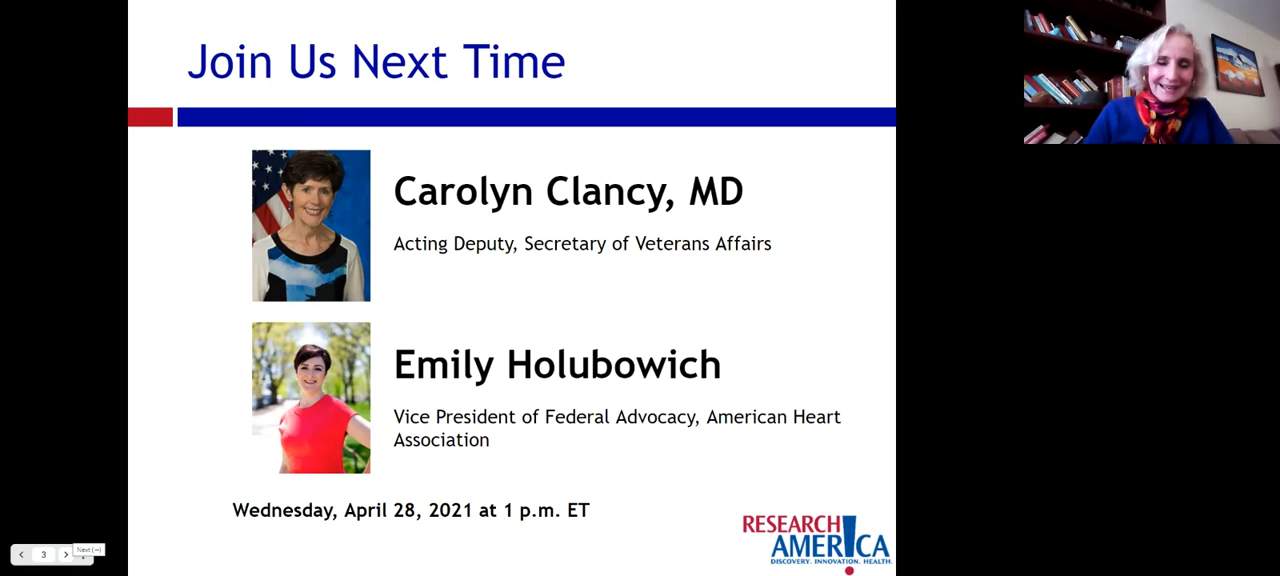 Join Us Next Time
Carolyn Clancy, MD
Acting Deputy, Secretary of Veterans Affairs
Emily Holubowich
Vice President of Federal Advocacy, American Heart
Association
Wednesday, April 28, 2021 at 1 p.m. ET
RESEARCH
AMERICA
DISCOVERY. INNOVATION. HEALTH.
3
Next (→)